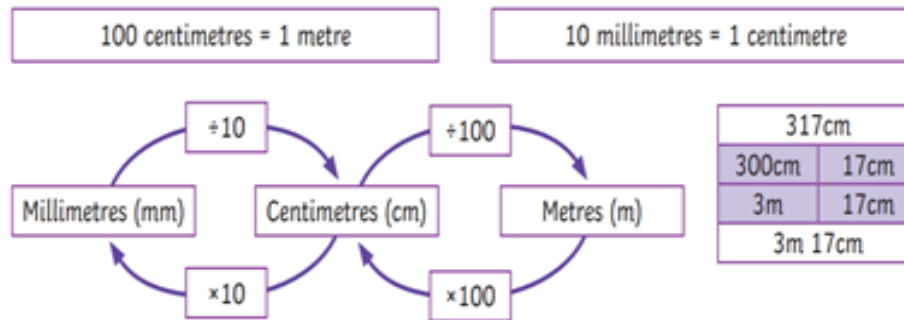 100 centimetres = 1 metre
10 millimetres = 1 centimetre
÷10
÷100
Millimetres (mm)
Centimetres (cm)
Metres (m)
×10
×100
317cm
300cm 17cm
3m 17cm
3m 17cm